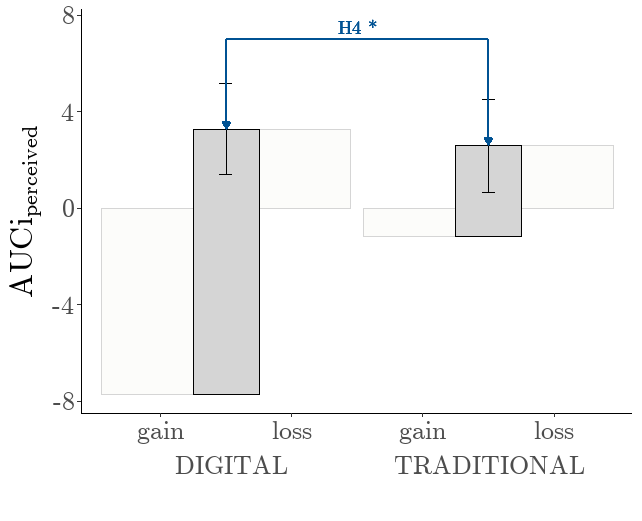 8
H4 *
4
0
-4
-8
AUCi perceived
gain loss gain loss
DIGITAL TRADITIONAL